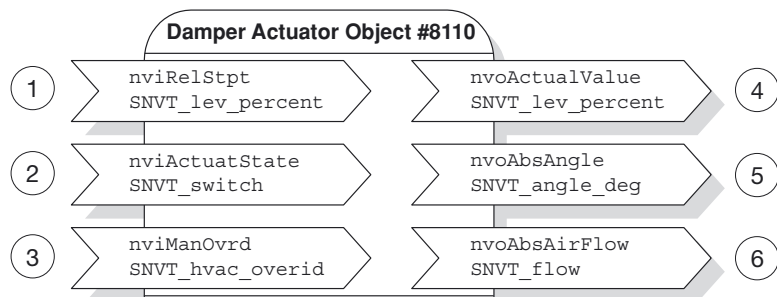 Damper Actuator Object #8110
1
nviRelStpt
SNVT_lev_percent
nvoActualValue
SNVT_lev_percent
4
2
nviActuatState
SNVT_switch
nvoAbsAngle
SNVT_angle_deg
5
3
nviManOvrd
SNVT_hvac_overid
nvoAbsAirFlow
SNVT_flow
6